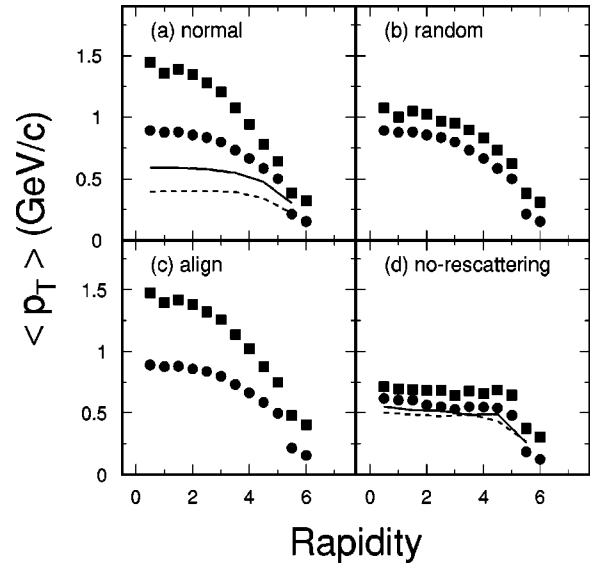 (a) normal
(b) random
1.5
1
0.5
0
< p_T > (GeV/c)
(c) align
(d) no-rescattering
1.5
1
0.5
0
0 2 4 6
0 2 4 6
Rapidity